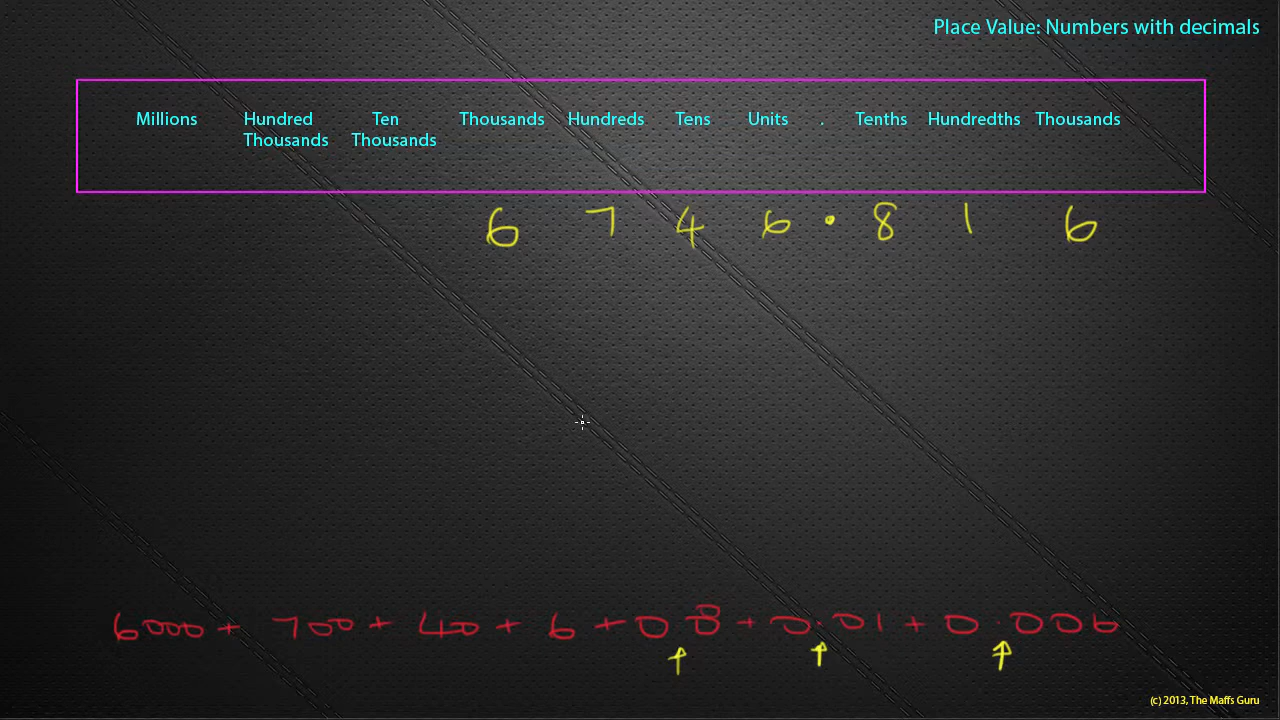 Place Value: Numbers with decimals
Millions Hundred Thousands Ten Thousands Thousands Hundreds Tens Units . Tenths Hundredths Thousands
6 7 4 6 . 8 1 6
6000 + 700 + 40 + 6 + 0 8 + 0.01 + 0.006
(c) 2013, The Maffs Guru